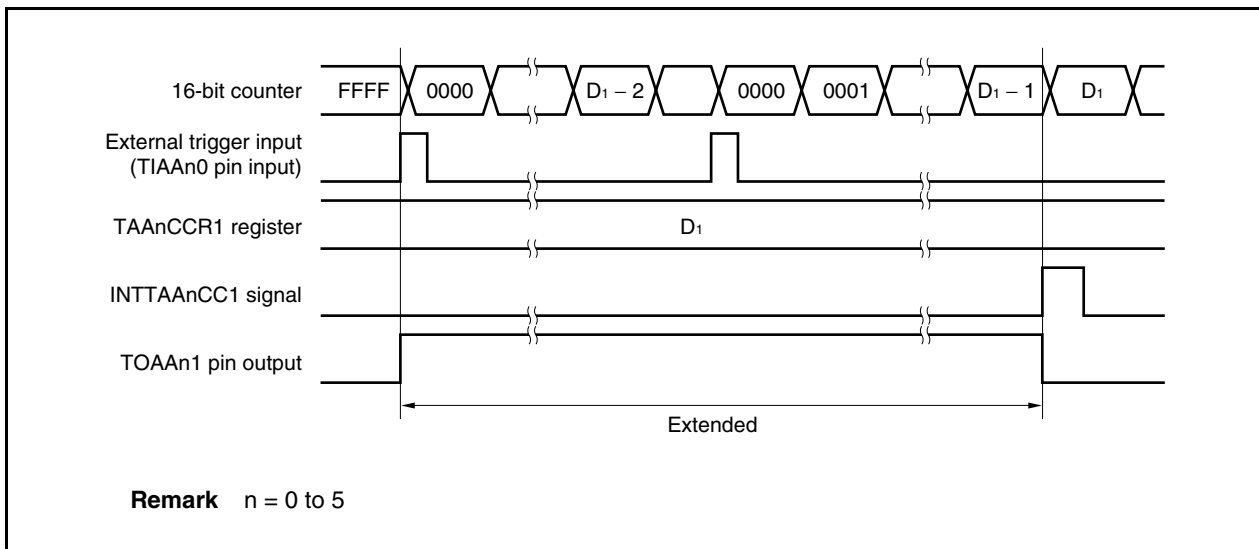 16-bit counter FFFF 0000 D1 − 2 0000 0001 D1 − 1 D1
External trigger input
(TIAAn0 pin input)
TAAnCCR1 register D1
INTTAAnCC1 signal
TOAAn1 pin output
Extended
Remark n = 0 to 5